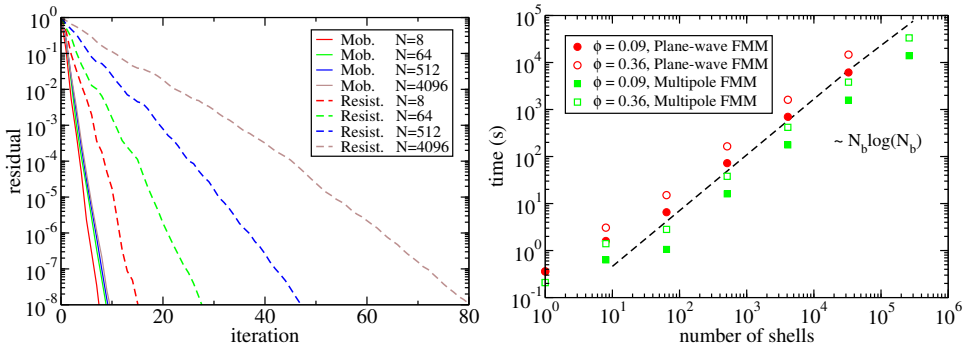 10^0
10^-1
10^-2
10^-3
10^-4
10^-5
10^-6
10^-7
10^-8
residual
0 20 40 60 80
iteration
Mob. N=8
Mob. N=64
Mob. N=512
Mob. N=4096
Resist. N=8
Resist. N=64
Resist. N=512
Resist. N=4096
10^5
10^4
10^3
10^2
10^1
10^0
10^-1
time (s)
10^0 10^1 10^2 10^3 10^4 10^5 10^6
number of shells
ϕ = 0.09, Plane-wave FMM
ϕ = 0.36, Plane-wave FMM
ϕ = 0.09, Multipole FMM
ϕ = 0.36, Multipole FMM
~ N_b log(N_b)